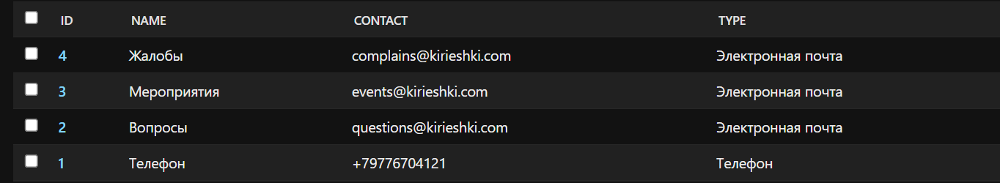 ID NAME CONTACT TYPE
4 Жалобы complains@kirieshki.com Электронная почта
3 Мероприятия events@kirieshki.com Электронная почта
2 Вопросы questions@kirieshki.com Электронная почта
1 Телефон +79776704121 Телефон